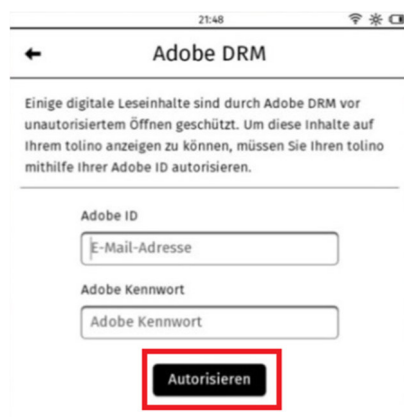 21:48
Adobe DRM
Einige digitale Leseinhalte sind durch Adobe DRM vor
unautorisiertem Öffnen geschützt. Um diese Inhalte auf
Ihrem tolino anzeigen zu können, müssen Sie Ihren tolino
mithilfe Ihrer Adobe ID autorisieren.
Adobe ID
E-Mail-Adresse
Adobe Kennwort
Adobe Kennwort
Autorisieren